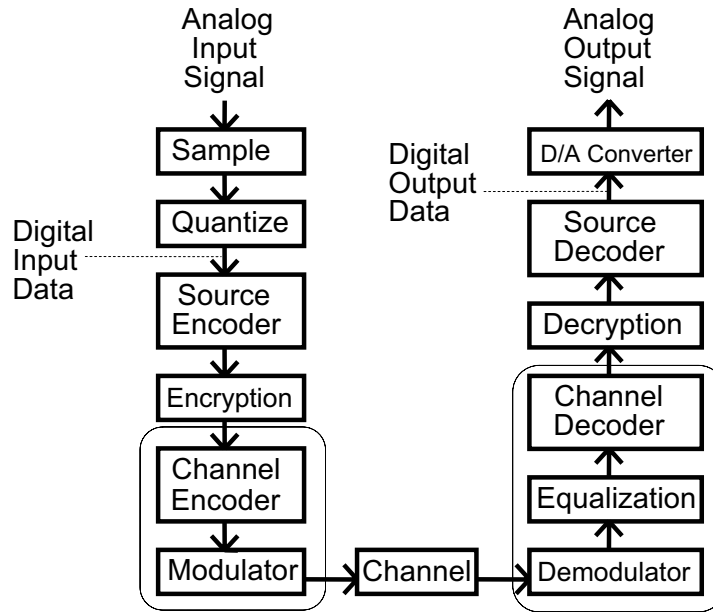 Analog
Input
Signal
Sample
Quantize
Digital
Input
Data
Source
Encoder
Encryption
Channel
Encoder
Modulator
Channel
Demodulator
Equalization
Channel
Decoder
Decryption
Source
Decoder
Digital
Output
Data
D/A Converter
Analog
Output
Signal